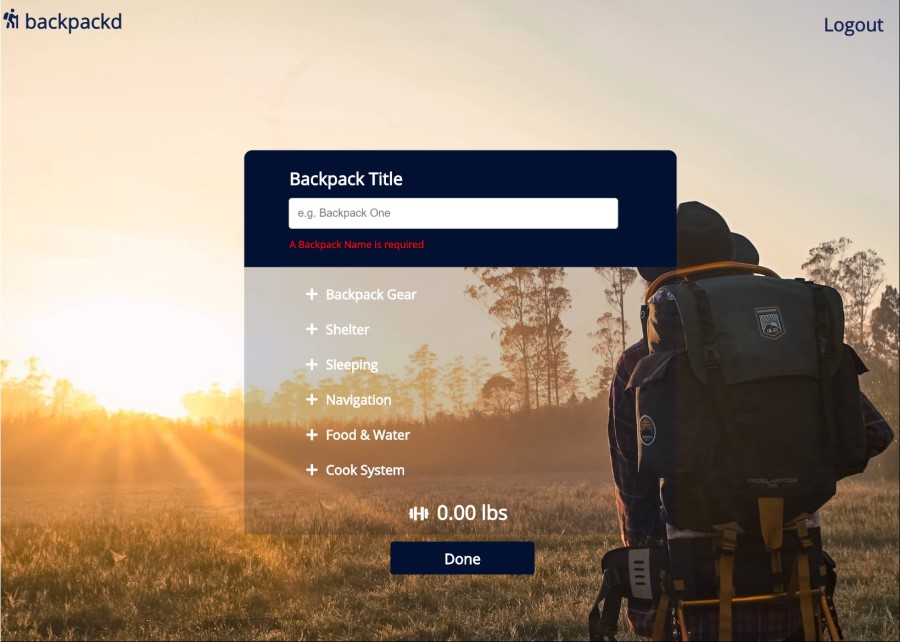 backpackd
Logout
Backpack Title
e.g. Backpack One
A Backpack Name is required
Backpack Gear
Shelter
Sleeping
Navigation
Food & Water
Cook System
0.00 lbs
Done